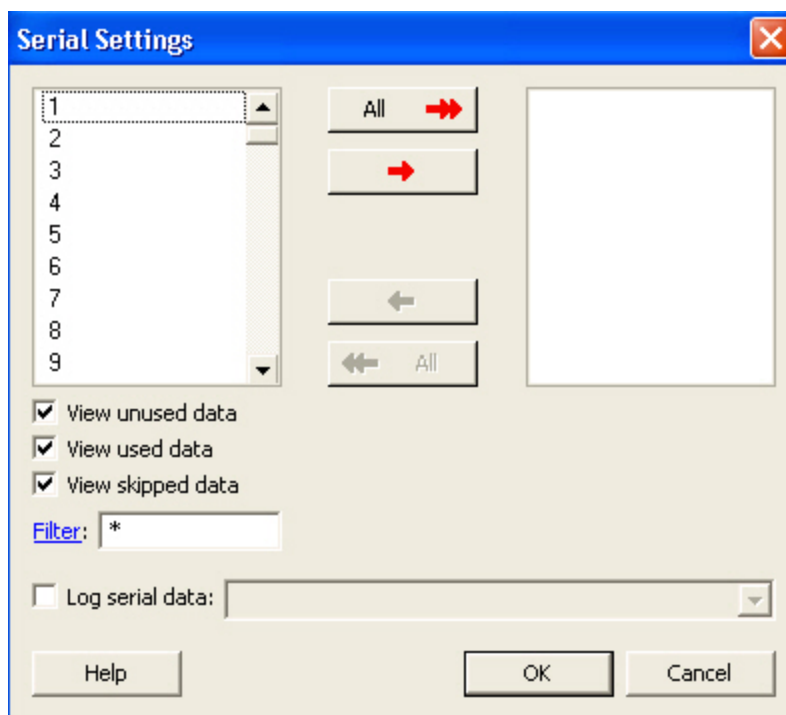 Serial Settings
1
2
3
4
5
6
7
8
9
All
All
View unused data
View used data
View skipped data
Filter: *
Log serial data:
Help
OK
Cancel